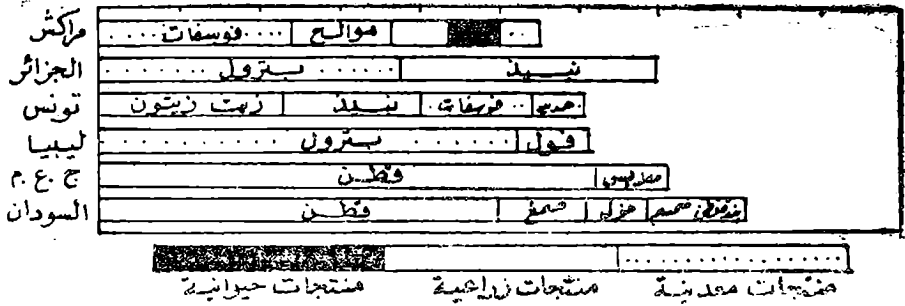 مراكش فوسفات موالح
الجزائر بترول نبيذ
تونس زيت زيتون نبيذ فوسفات حديد
ليبيا بترول فول
ج.ع.م قطن
السودان قطن صمغ سمسم
منتجات معدنية منتجات زراعية منتجات حيوانية